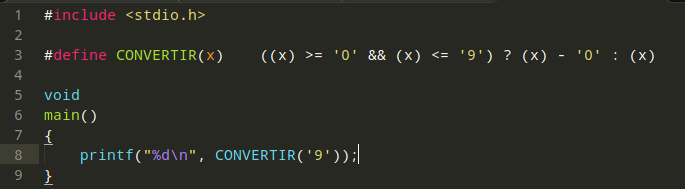 1 #include <stdio.h>
2
3 #define CONVERTIR(x)    ((x) >= '0' && (x) <= '9') ? (x) - '0' : (x)
4
5 void
6 main()
7 {
8     printf("%d\n", CONVERTIR('9'));
9 }